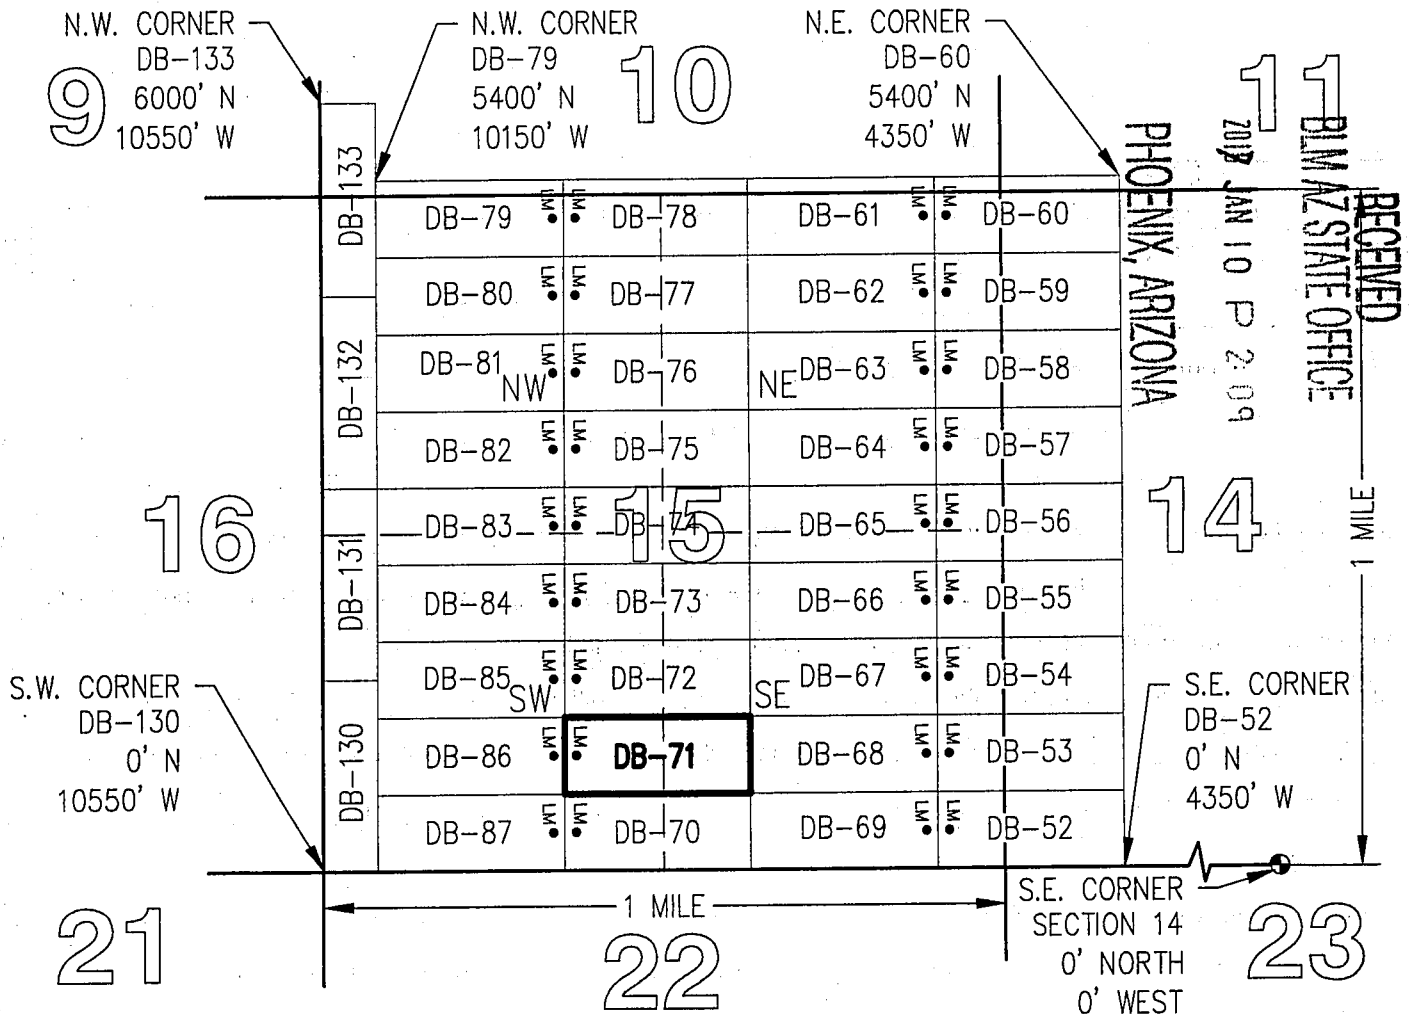 N.W. CORNER
DB-133
6000' N
10550' W
N.W. CORNER
DB-79
5400' N
10150' W
N.E. CORNER
DB-60
5400' N
4350' W
9
10
11
RECEIVED
BLM AZ STATE OFFICE
JAN 10 P 2:09
PHOENIX, ARIZONA
DB-133
DB-79 LM LM DB-78 DB-61 LM LM DB-60
DB-80 LM LM DB-77 DB-62 LM LM DB-59
DB-132
DB-81 NW LM LM DB-76 NE DB-63 LM LM DB-58
DB-82 LM LM DB-75 DB-64 LM LM DB-57
16
DB-83 LM LM DB-74 15 DB-65 LM LM DB-56
14
1 MILE
DB-131
DB-84 LM LM DB-73 DB-66 LM LM DB-55
DB-85 SW LM LM DB-72 SE DB-67 LM LM DB-54
DB-130
DB-86 LM LM DB-71 DB-68 LM LM DB-53
DB-87 LM LM DB-70 DB-69 LM LM DB-52
S.W. CORNER
DB-130
0' N
10550' W
S.E. CORNER
DB-52
0' N
4350' W
1 MILE
S.E. CORNER
SECTION 14
0' NORTH
0' WEST
21
22
23